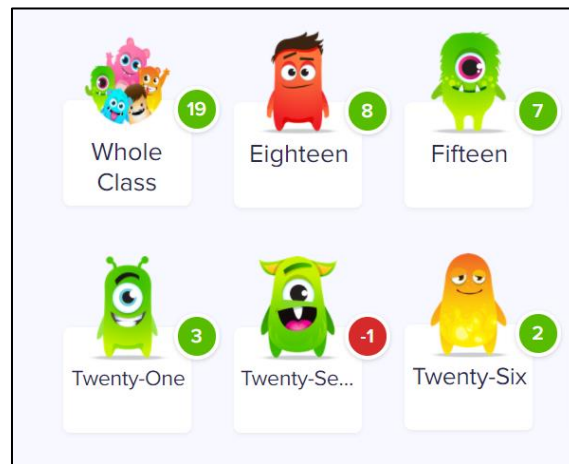 19
Whole
Class
8
Eighteen
7
Fifteen
3
Twenty-One
-1
Twenty-Se...
2
Twenty-Six